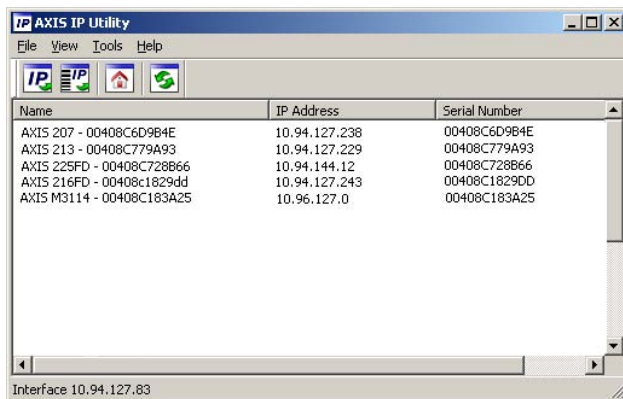 IP AXIS IP Utility
File View Tools Help
IP IP
Name IP Address Serial Number
AXIS 207 - 00408C6D9B4E 10.94.127.238 00408C6D9B4E
AXIS 213 - 00408C779A93 10.94.127.229 00408C779A93
AXIS 225FD - 00408C728B66 10.94.144.12 00408C728B66
AXIS 216FD - 00408c1829dd 10.94.127.243 00408C1829DD
AXIS M3114 - 00408C183A25 10.96.127.0 00408C183A25
Interface 10.94.127.83